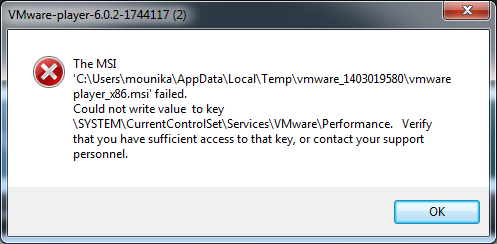 VMware-player-6.0.2-1744117 (2)
The MSI
'C:\Users\mounika\AppData\Local\Temp\vmware_1403019580\vmware
player_x86.msi' failed.
Could not write value  to key
\SYSTEM\CurrentControlSet\Services\VMware\Performance.   Verify
that you have sufficient access to that key, or contact your support
personnel.
OK